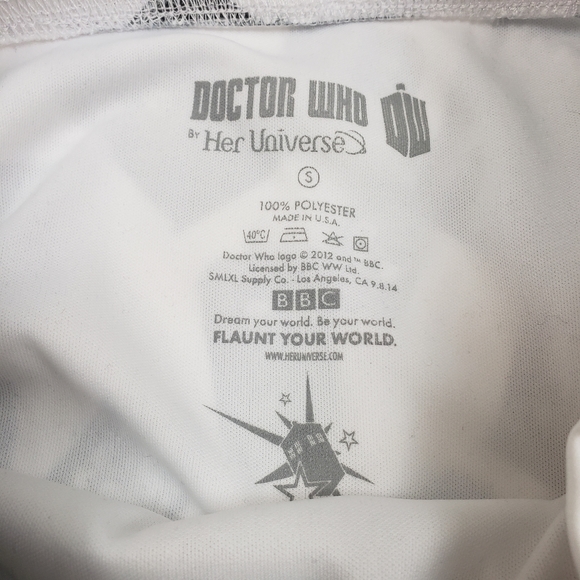 DOCTOR WHO
DW
BY Her Universe
S
100% POLYESTER
MADE IN U.S.A.
40°C
Doctor Who logo © 2012 and ™ BBC.
Licensed by BBC WW Ltd.
SMLXL Supply Co. - Los Angeles, CA 9.8.14
BBC
Dream your world. Be your world.
FLAUNT YOUR WORLD.
WWW.HERUNIVERSE.COM